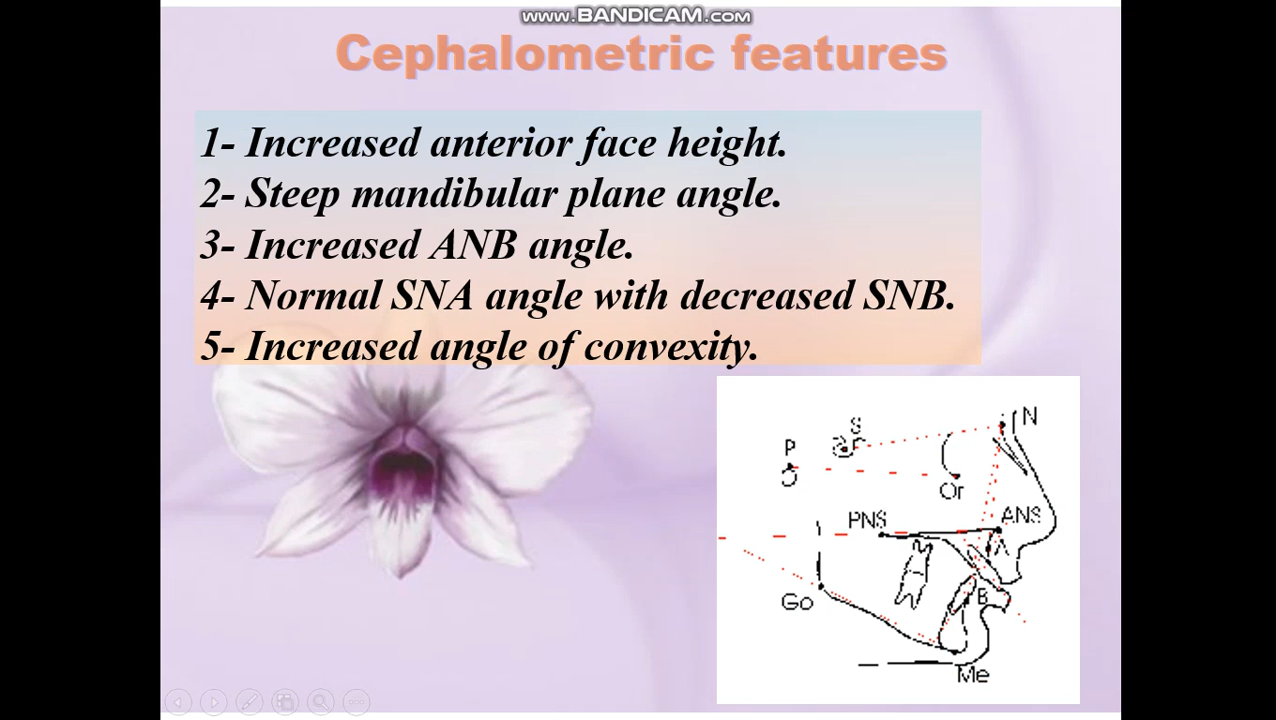 WWW.BANDICAM.COM
Cephalometric features
1- Increased anterior face height.
2- Steep mandibular plane angle.
3- Increased ANB angle.
4- Normal SNA angle with decreased SNB.
5- Increased angle of convexity.
N
S
P
Or
PNS
ANS
A
B
Go
Me